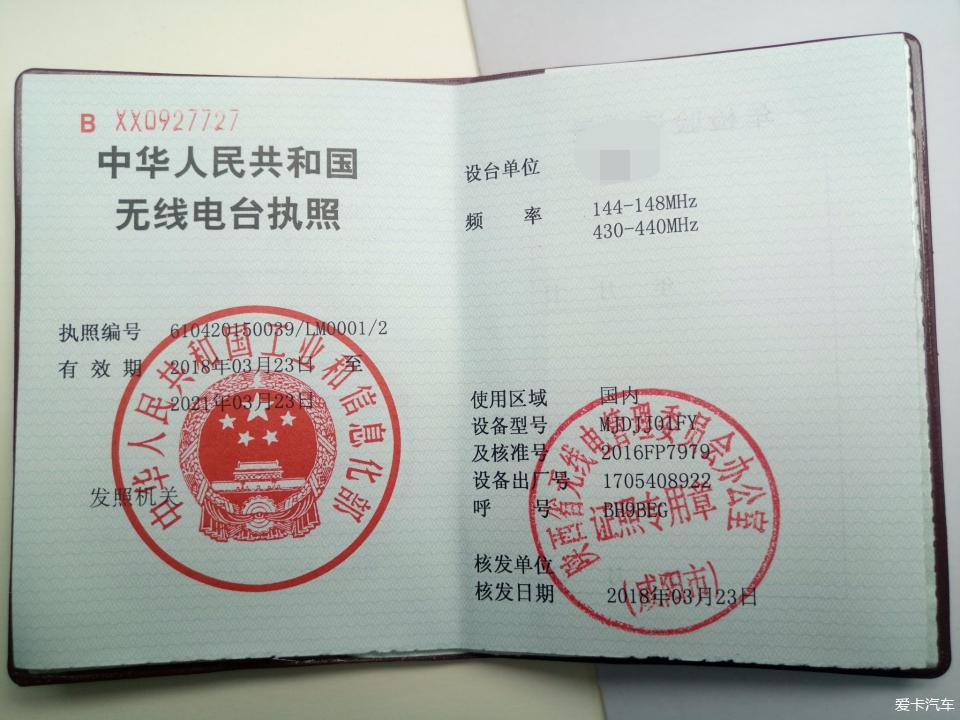 B XX0927727
中华人民共和国
无线电台执照
执照编号 610420150039/LM0001/2
有效期 2018年03月23日 至
2021年03月23日
发照机关
中华人民共和国工业和信息化部
设台单位
频率 144-148MHz
430-440MHz
使用区域 国内
设备型号 MJDJJ01FY
及核准号 2016FP7979
设备出厂号 1705408922
呼号 BH9BEG
核发单位
核发日期 2018年03月23日
陕西省无线电管理委员会办公室
证照专用章
(咸阳市)
爱卡汽车